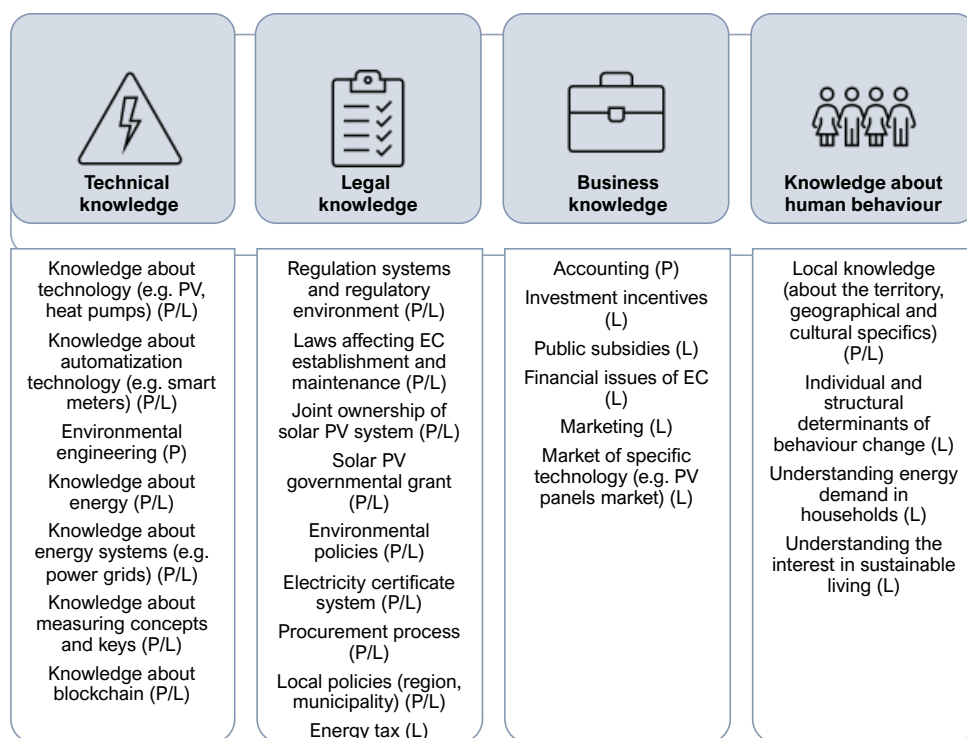 Technical
knowledge
Legal
knowledge
Business
knowledge
Knowledge about
human behaviour
Knowledge about
technology (e.g. PV,
heat pumps) (P/L)
Knowledge about
automatization
technology (e.g. smart
meters) (P/L)
Environmental
engineering (P)
Knowledge about
energy (P/L)
Knowledge about
energy systems (e.g.
power grids) (P/L)
Knowledge about
measuring concepts
and keys (P/L)
Knowledge about
blockchain (P/L)
Regulation systems
and regulatory
environment (P/L)
Laws affecting EC
establishment and
maintenance (P/L)
Joint ownership of
solar PV system (P/L)
Solar PV
governmental grant
(P/L)
Environmental
policies (P/L)
Electricity certificate
system (P/L)
Procurement process
(P/L)
Local policies (region,
municipality) (P/L)
Energy tax (L)
Accounting (P)
Investment incentives
(L)
Public subsidies (L)
Financial issues of EC
(L)
Marketing (L)
Market of specific
technology (e.g. PV
panels market) (L)
Local knowledge
(about the territory,
geographical and
cultural specifics)
(P/L)
Individual and
structural
determinants of
behaviour change (L)
Understanding energy
demand in
households (L)
Understanding the
interest in sustainable
living (L)